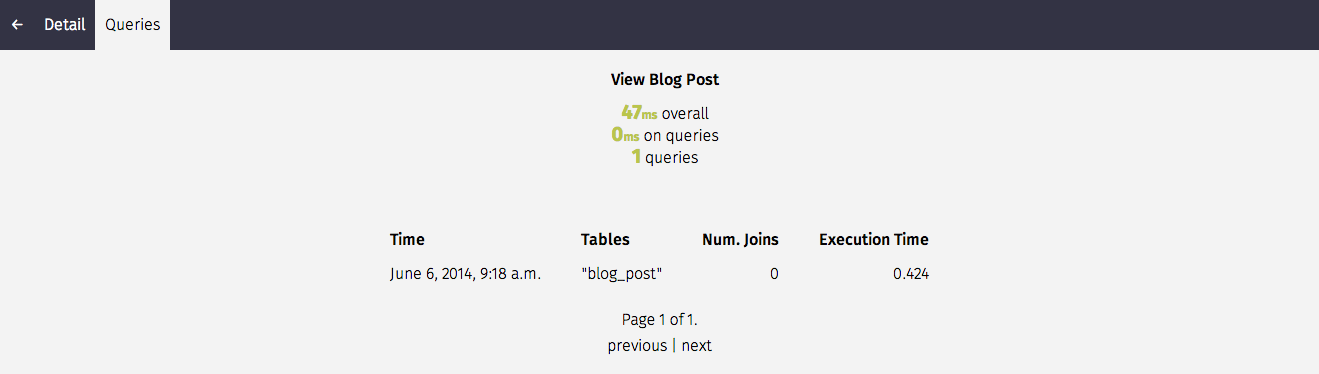 ← Detail Queries
View Blog Post
47ms overall
0ms on queries
1 queries
Time Tables Num. Joins Execution Time
June 6, 2014, 9:18 a.m. "blog_post" 0 0.424
Page 1 of 1.
previous | next